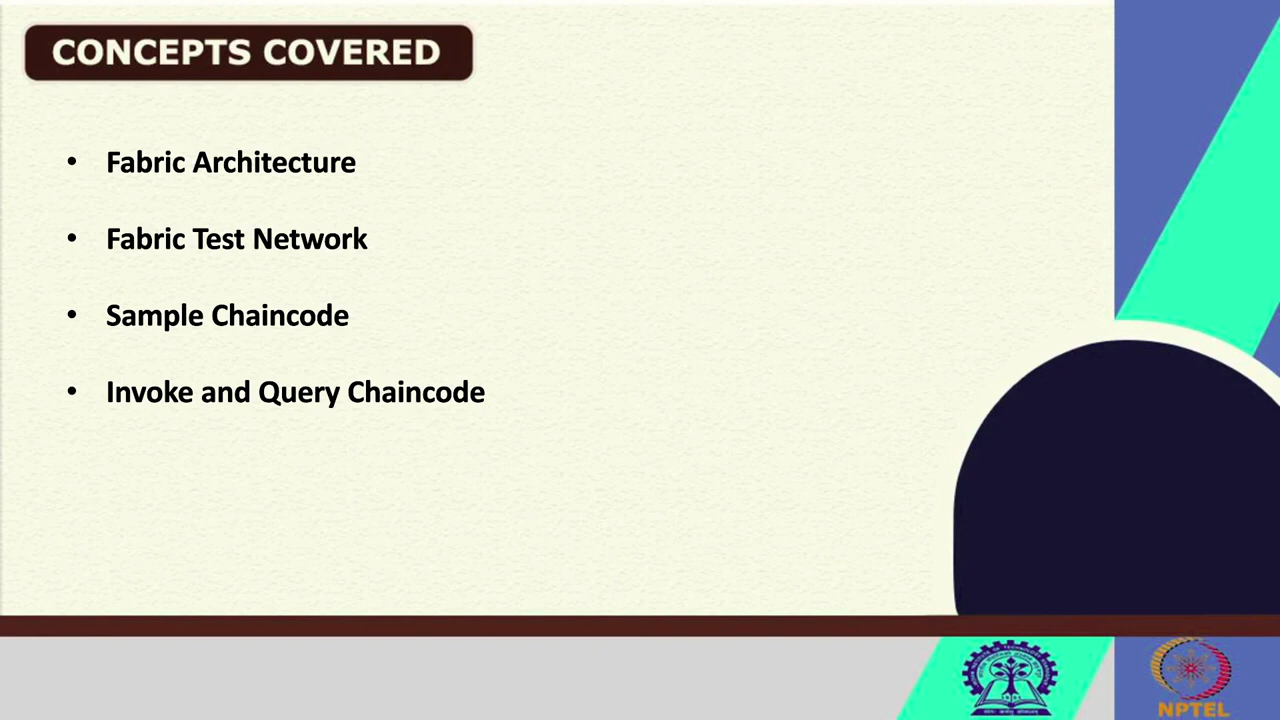 CONCEPTS COVERED
• Fabric Architecture
• Fabric Test Network
• Sample Chaincode
• Invoke and Query Chaincode
NPTEL